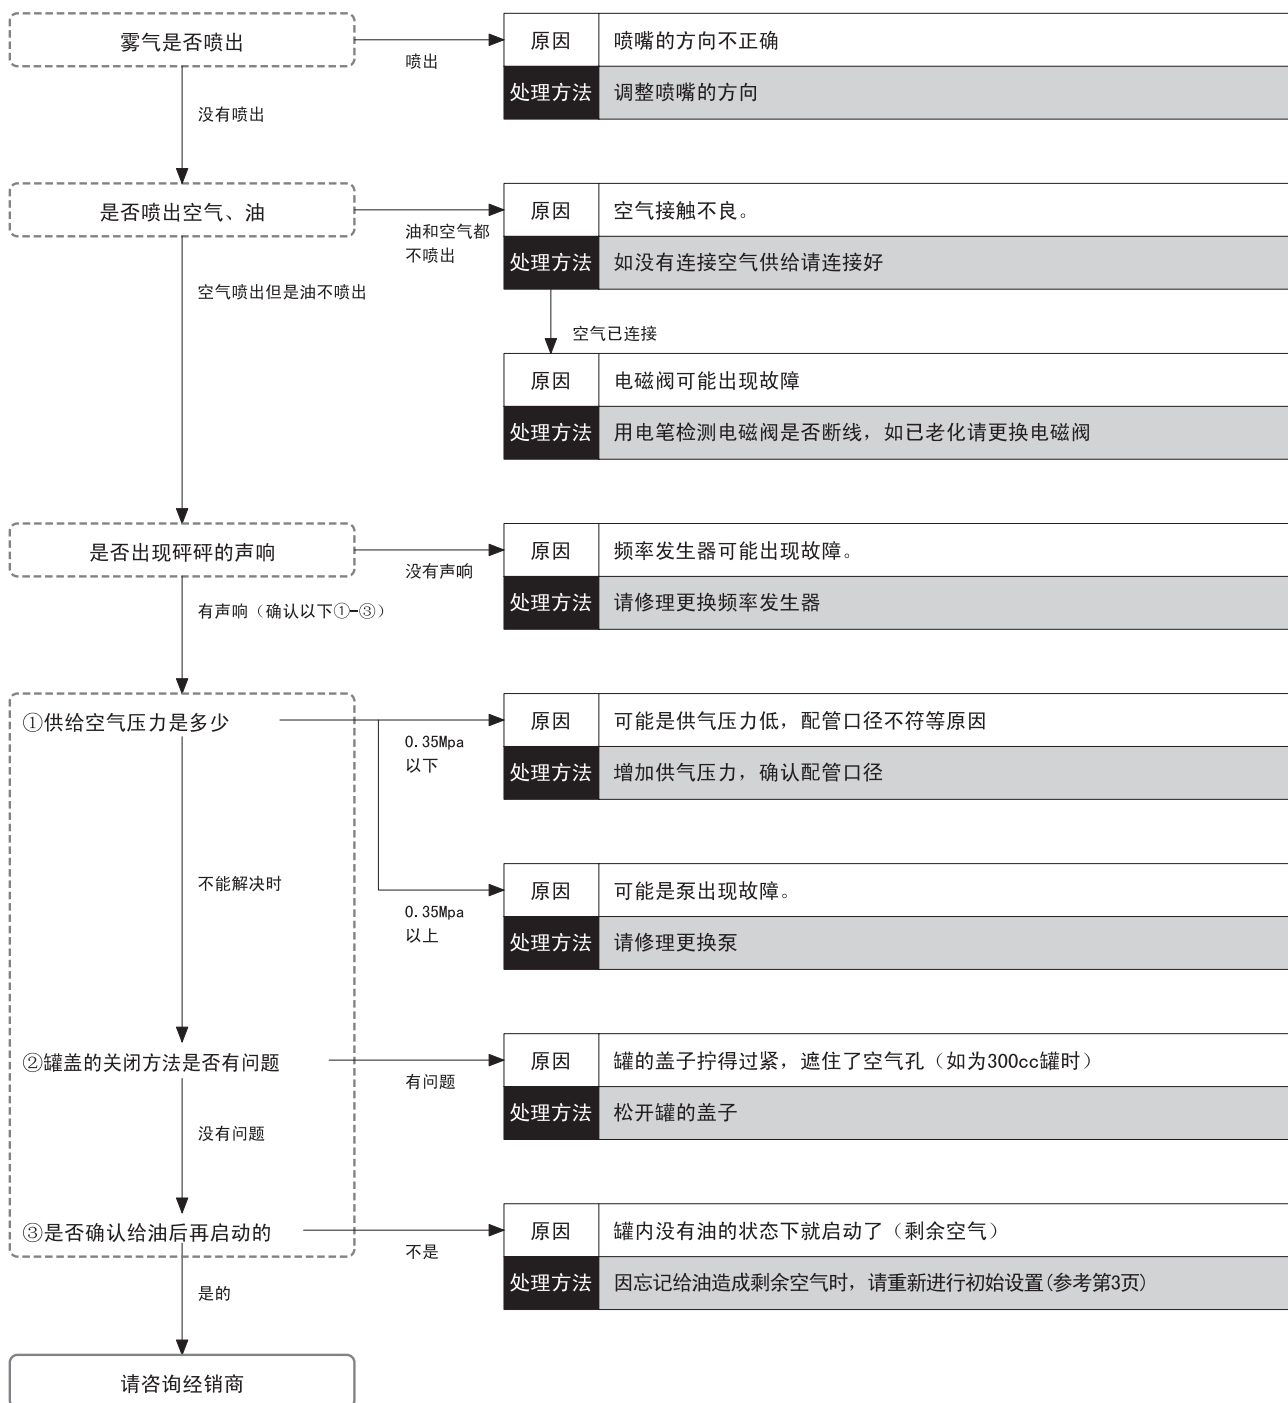 雾气是否喷出
喷出
原因
喷嘴的方向不正确
处理方法
调整喷嘴的方向
没有喷出
是否喷出空气、油
油和空气都
不喷出
原因
空气接触不良。
处理方法
如没有连接空气供给请连接好
空气喷出但是油不喷出
空气已连接
原因
电磁阀可能出现故障
处理方法
用电笔检测电磁阀是否断线，如已老化请更换电磁阀
是否出现砰砰的声响
没有声响
原因
频率发生器可能出现故障。
处理方法
请修理更换频率发生器
有声响（确认以下①-③）
①供给空气压力是多少
0.35Mpa
以下
原因
可能是供气压力低，配管口径不符等原因
处理方法
增加供气压力，确认配管口径
不能解决时
0.35Mpa
以上
原因
可能是泵出现故障。
处理方法
请修理更换泵
②罐盖的关闭方法是否有问题
有问题
原因
罐的盖子拧得过紧，遮住了空气孔（如为300cc罐时）
处理方法
松开罐的盖子
没有问题
③是否确认给油后再启动的
不是
原因
罐内没有油的状态下就启动了（剩余空气）
处理方法
因忘记给油造成剩余空气时，请重新进行初始设置(参考第3页)
是的
请咨询经销商